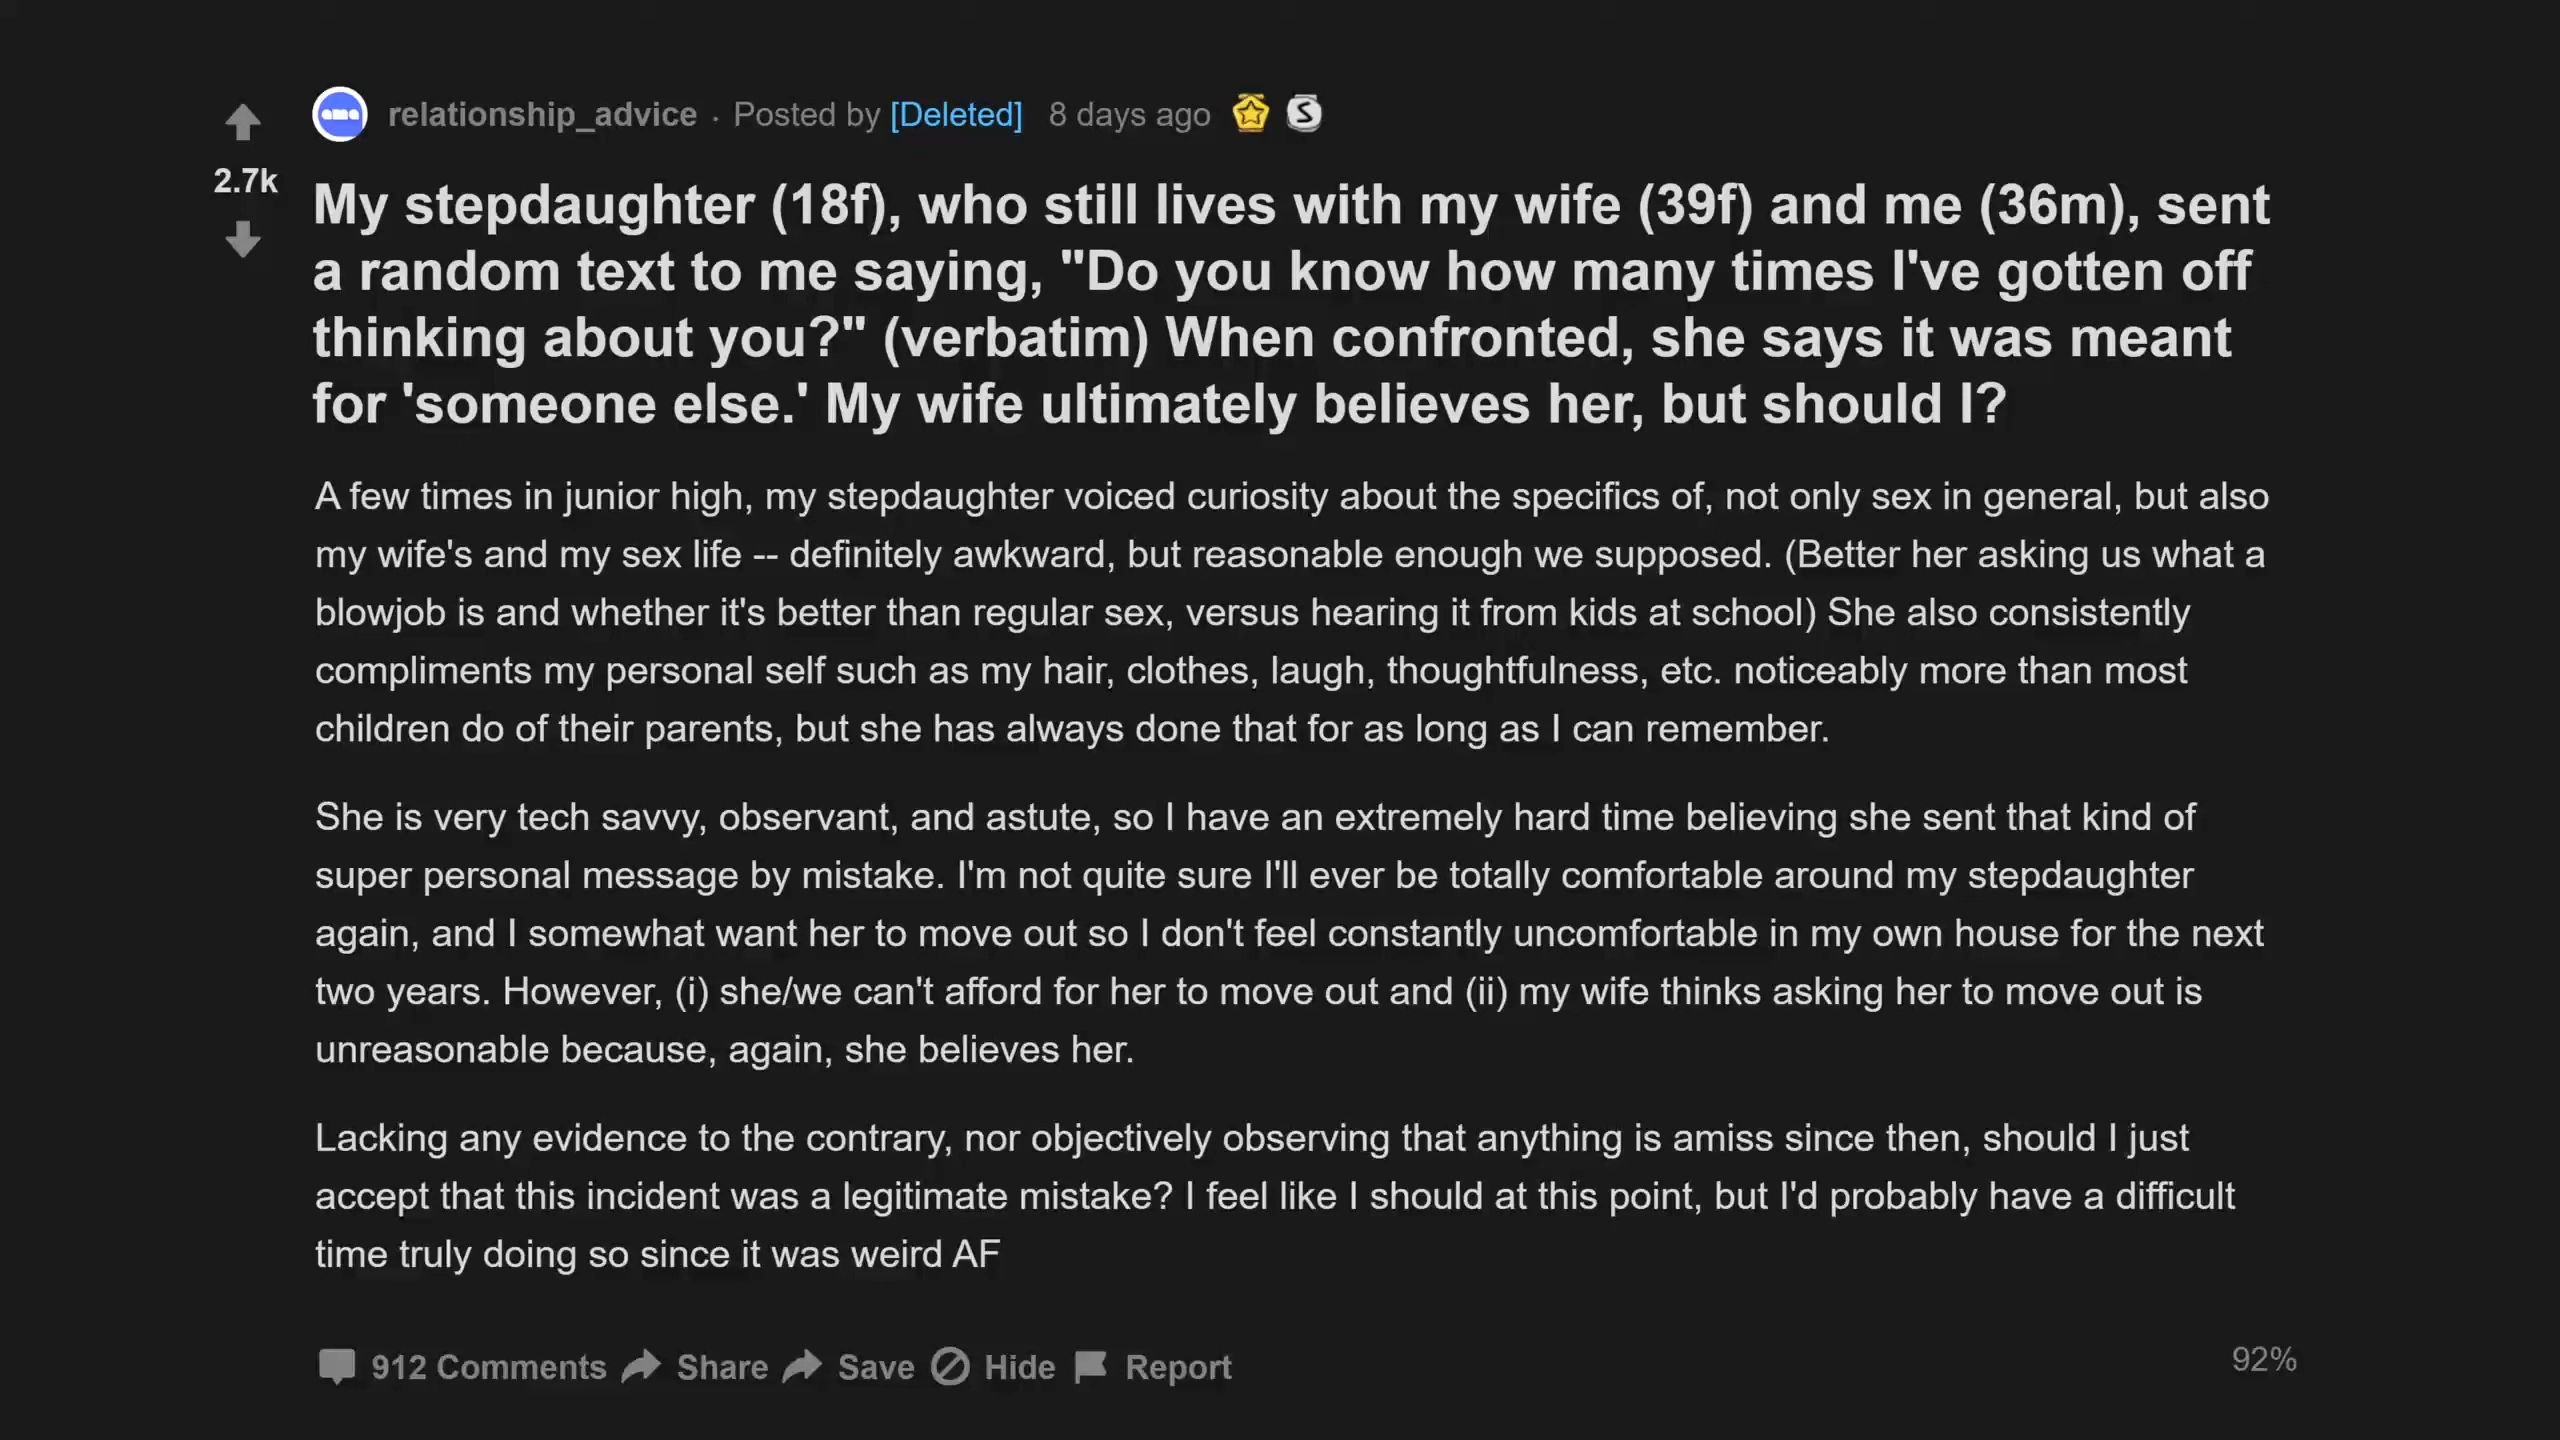 relationship_advice · Posted by [Deleted] 8 days ago
2.7k
My stepdaughter (18f), who still lives with my wife (39f) and me (36m), sent
a random text to me saying, "Do you know how many times I've gotten off
thinking about you?" (verbatim) When confronted, she says it was meant
for 'someone else.' My wife ultimately believes her, but should I?
A few times in junior high, my stepdaughter voiced curiosity about the specifics of, not only sex in general, but also
my wife's and my sex life -- definitely awkward, but reasonable enough we supposed. (Better her asking us what a
blowjob is and whether it's better than regular sex, versus hearing it from kids at school) She also consistently
compliments my personal self such as my hair, clothes, laugh, thoughtfulness, etc. noticeably more than most
children do of their parents, but she has always done that for as long as I can remember.
She is very tech savvy, observant, and astute, so I have an extremely hard time believing she sent that kind of
super personal message by mistake. I'm not quite sure I'll ever be totally comfortable around my stepdaughter
again, and I somewhat want her to move out so I don't feel constantly uncomfortable in my own house for the next
two years. However, (i) she/we can't afford for her to move out and (ii) my wife thinks asking her to move out is
unreasonable because, again, she believes her.
Lacking any evidence to the contrary, nor objectively observing that anything is amiss since then, should I just
accept that this incident was a legitimate mistake? I feel like I should at this point, but I'd probably have a difficult
time truly doing so since it was weird AF
912 Comments Share Save Hide Report
92%